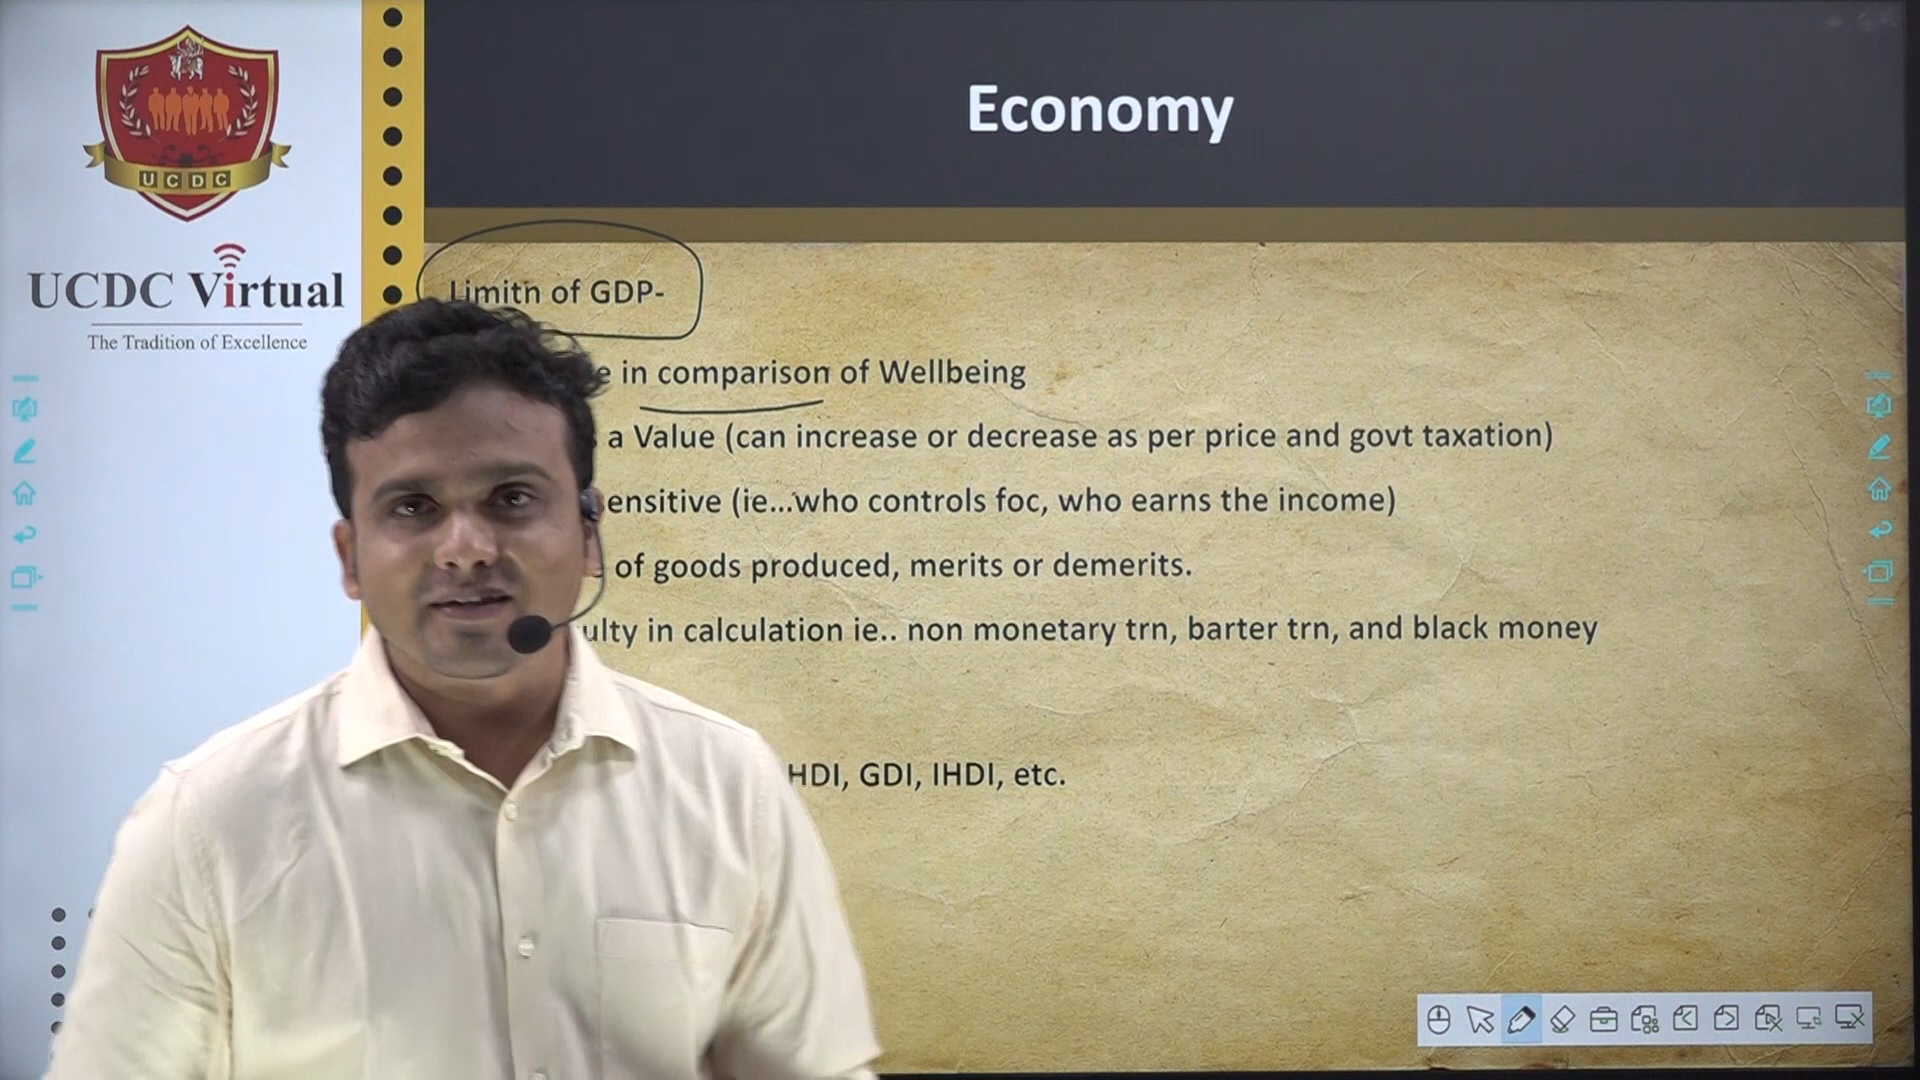 UCDC
UCDC Virtual
The Tradition of Excellence
Economy
Limitn of GDP-
in comparison of Wellbeing
a Value (can increase or decrease as per price and govt taxation)
(ie...who controls foc, who earns the income)
of goods produced, merits or demerits.
in calculation ie.. non monetary trn, barter trn, and black money
HDI, GDI, IHDI, etc.